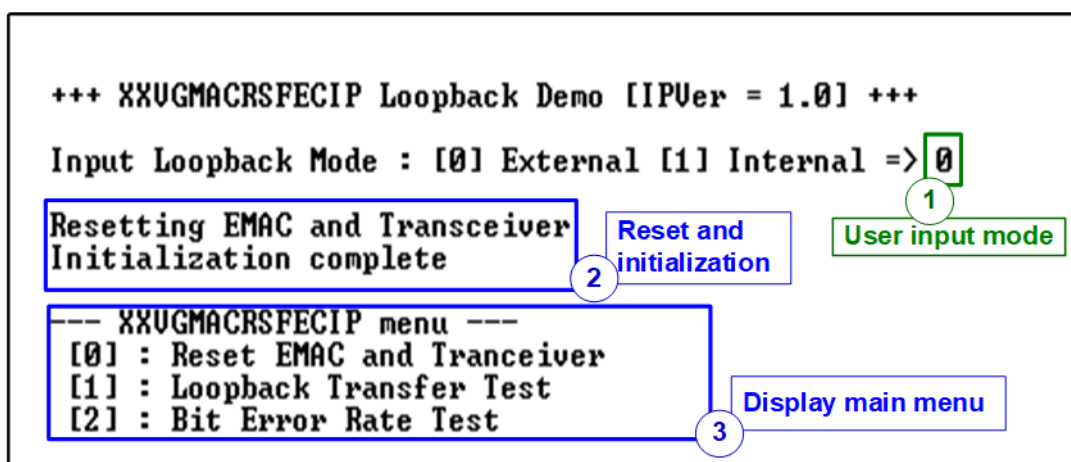 +++ XXVGMACRSFECIP Loopback Demo [IPVer = 1.0] +++
Input Loopback Mode : [0] External [1] Internal => 0
1
User input mode
Resetting EMAC and Transceiver
Initialization complete
2
Reset and
initialization
--- XXVGMACRSFECIP menu ---
[0] : Reset EMAC and Tranceiver
[1] : Loopback Transfer Test
[2] : Bit Error Rate Test
3
Display main menu